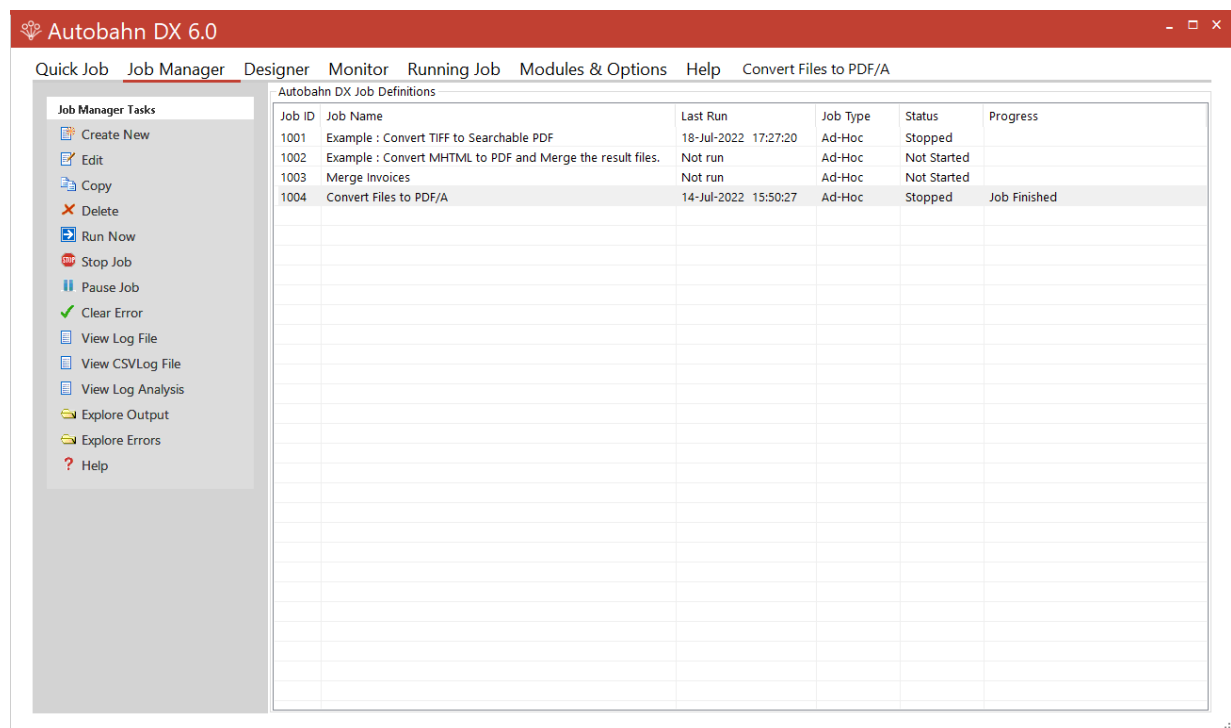 Autobahn DX 6.0
Quick Job Job Manager Designer Monitor Running Job Modules & Options Help Convert Files to PDF/A
Job Manager Tasks
Create New
Edit
Copy
Delete
Run Now
STOP Stop Job
Pause Job
Clear Error
View Log File
View CSVLog File
View Log Analysis
Explore Output
Explore Errors
? Help
Autobahn DX Job Definitions
Job ID Job Name Last Run Job Type Status Progress
1001 Example : Convert TIFF to Searchable PDF 18-Jul-2022 17:27:20 Ad-Hoc Stopped
1002 Example : Convert MHTML to PDF and Merge the result files. Not run Ad-Hoc Not Started
1003 Merge Invoices Not run Ad-Hoc Not Started
1004 Convert Files to PDF/A 14-Jul-2022 15:50:27 Ad-Hoc Stopped Job Finished